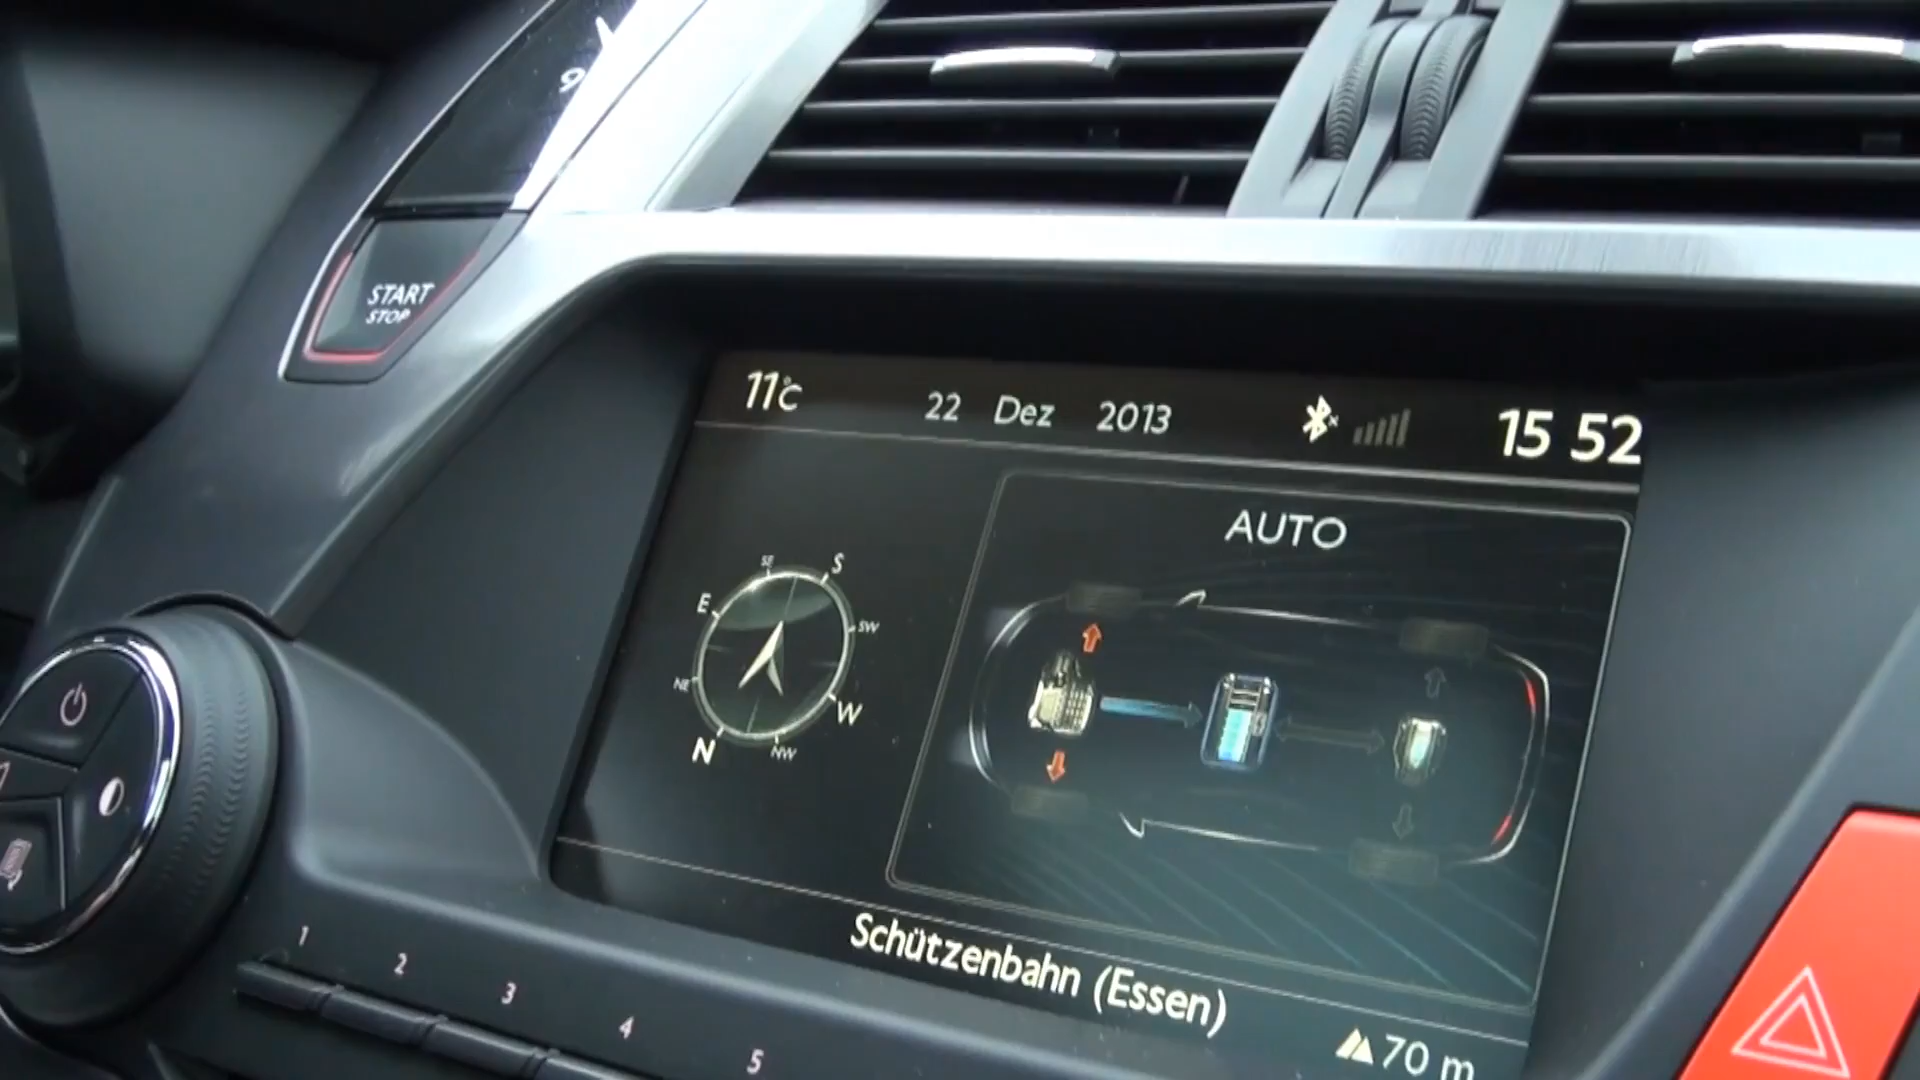 9
START
STOP
11°C 22 Dez 2013 15 52
AUTO
SE S
E SW
NE W
N NW
Schützenbahn (Essen)
70 m
1 2 3 4 5